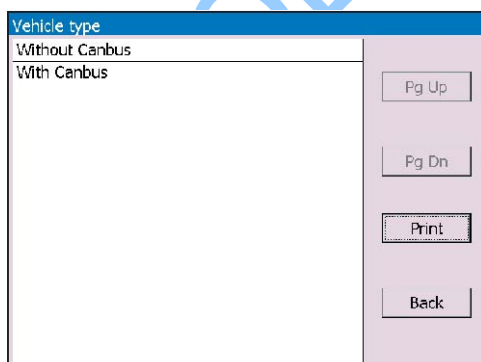 Vehicle type
Without Canbus
With Canbus
Pg Up
Pg Dn
Print
Back